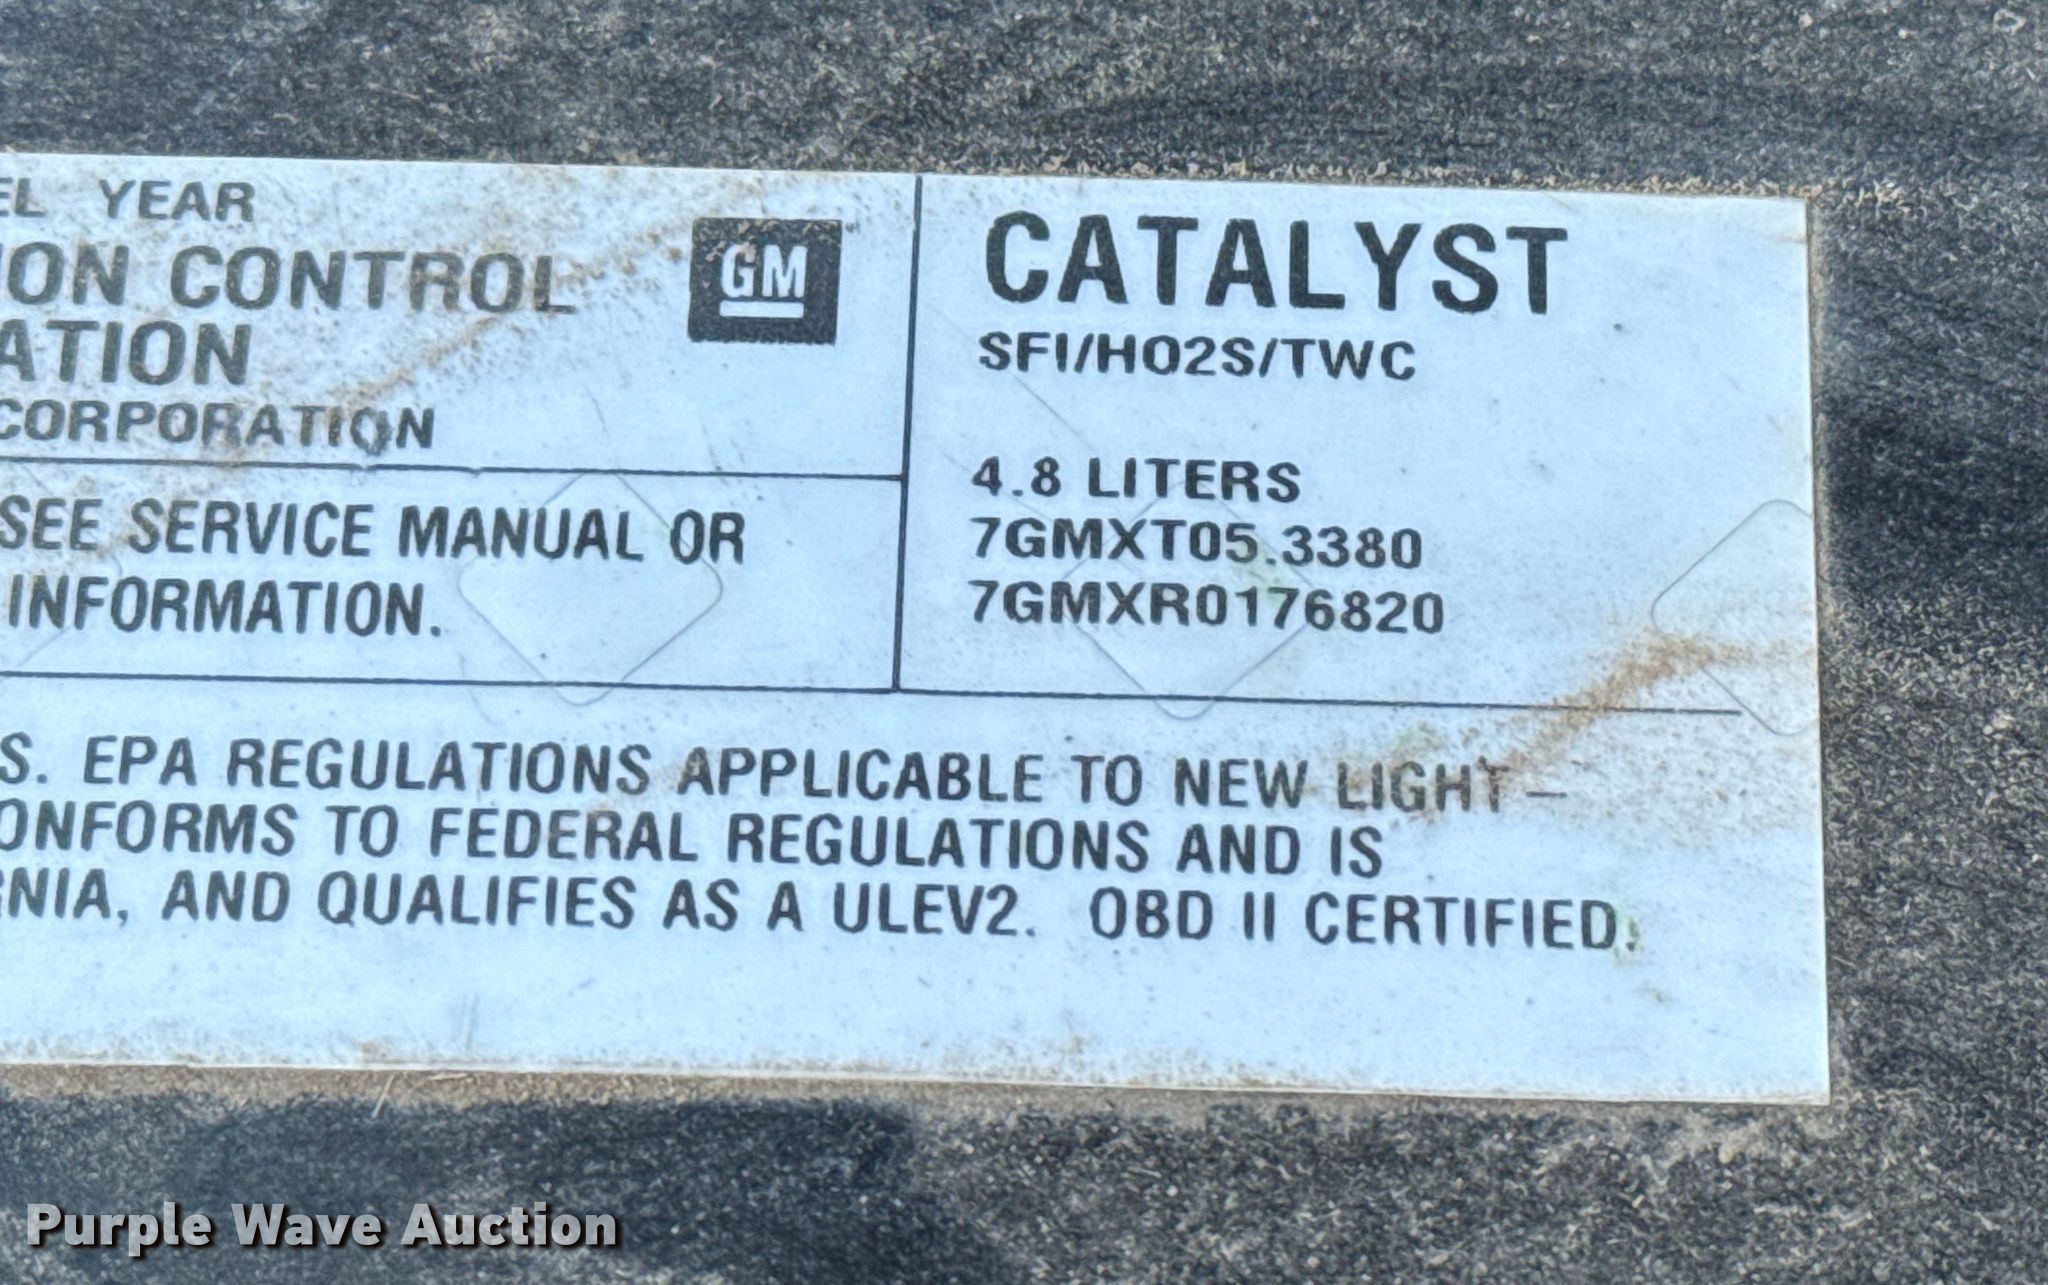 EL YEAR
ION CONTROL
ATION
CORPORATION
GM
SEE SERVICE MANUAL OR
INFORMATION.
CATALYST
SFI/HO2S/TWC
4.8 LITERS
7GMXT05.3380
7GMXR0176820
S. EPA REGULATIONS APPLICABLE TO NEW LIGHT-
ONFORMS TO FEDERAL REGULATIONS AND IS
RNIA, AND QUALIFIES AS A ULEV2. OBD II CERTIFIED.
Purple Wave Auction